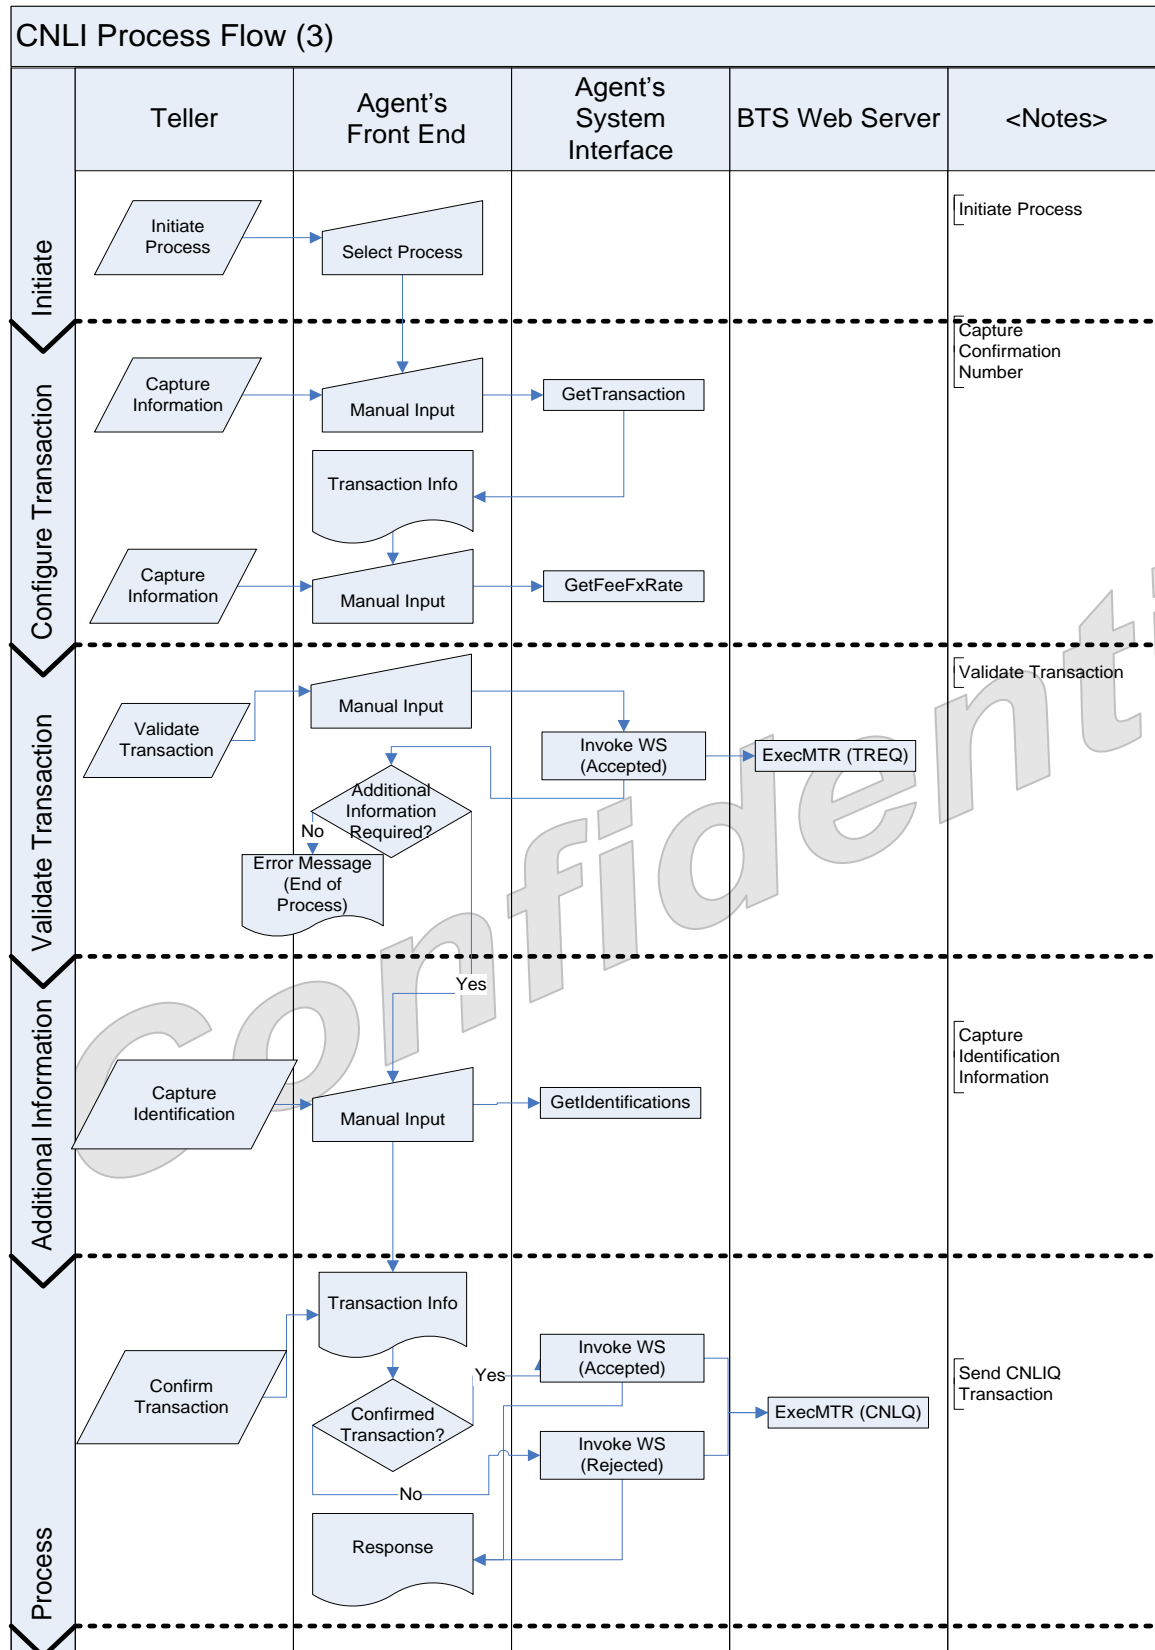 CNLI Process Flow (3)
Teller
Agent's
Front End
Agent's
System
Interface
BTS Web Server
<Notes>
Initiate
Initiate
Process
Select Process
Initiate Process
Configure Transaction
Capture
Information
Manual Input
GetTransaction
Capture
Confirmation
Number
Transaction Info
Capture
Information
Manual Input
GetFeeFxRate
Validate Transaction
Validate
Transaction
Manual Input
Invoke WS
(Accepted)
ExecMTR (TREQ)
Validate Transaction
Additional
Information
Required?
No
Error Message
(End of
Process)
Yes
Additional Information
Capture
Identification
Manual Input
GetIdentifications
Capture
Identification
Information
Process
Transaction Info
Confirm
Transaction
Confirmed
Transaction?
Yes
Invoke WS
(Accepted)
ExecMTR (CNLQ)
Send CNLIQ
Transaction
No
Invoke WS
(Rejected)
Response
Confidenti